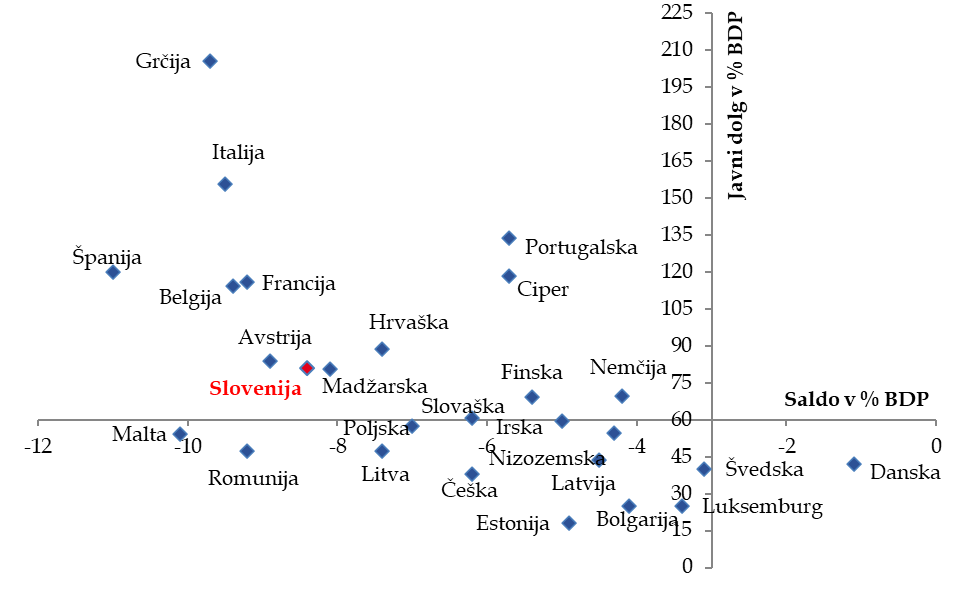 225
210
195
180
165
150
135
120
105
90
75
60
45
30
15
0
Javni dolg v % BDP
Grčija
Italija
Portugalska
Španija
Francija
Ciper
Belgija
Hrvaška
Avstrija
Nemčija
Finska
Slovenija
Madžarska
Saldo v % BDP
Slovaška
Malta
Poljska
Irska
-12
-10
-8
-6
-4
-2
0
Nizozemska
Švedska
Danska
Romunija
Litva
Latvija
Češka
Luksemburg
Bolgarija
Estonija